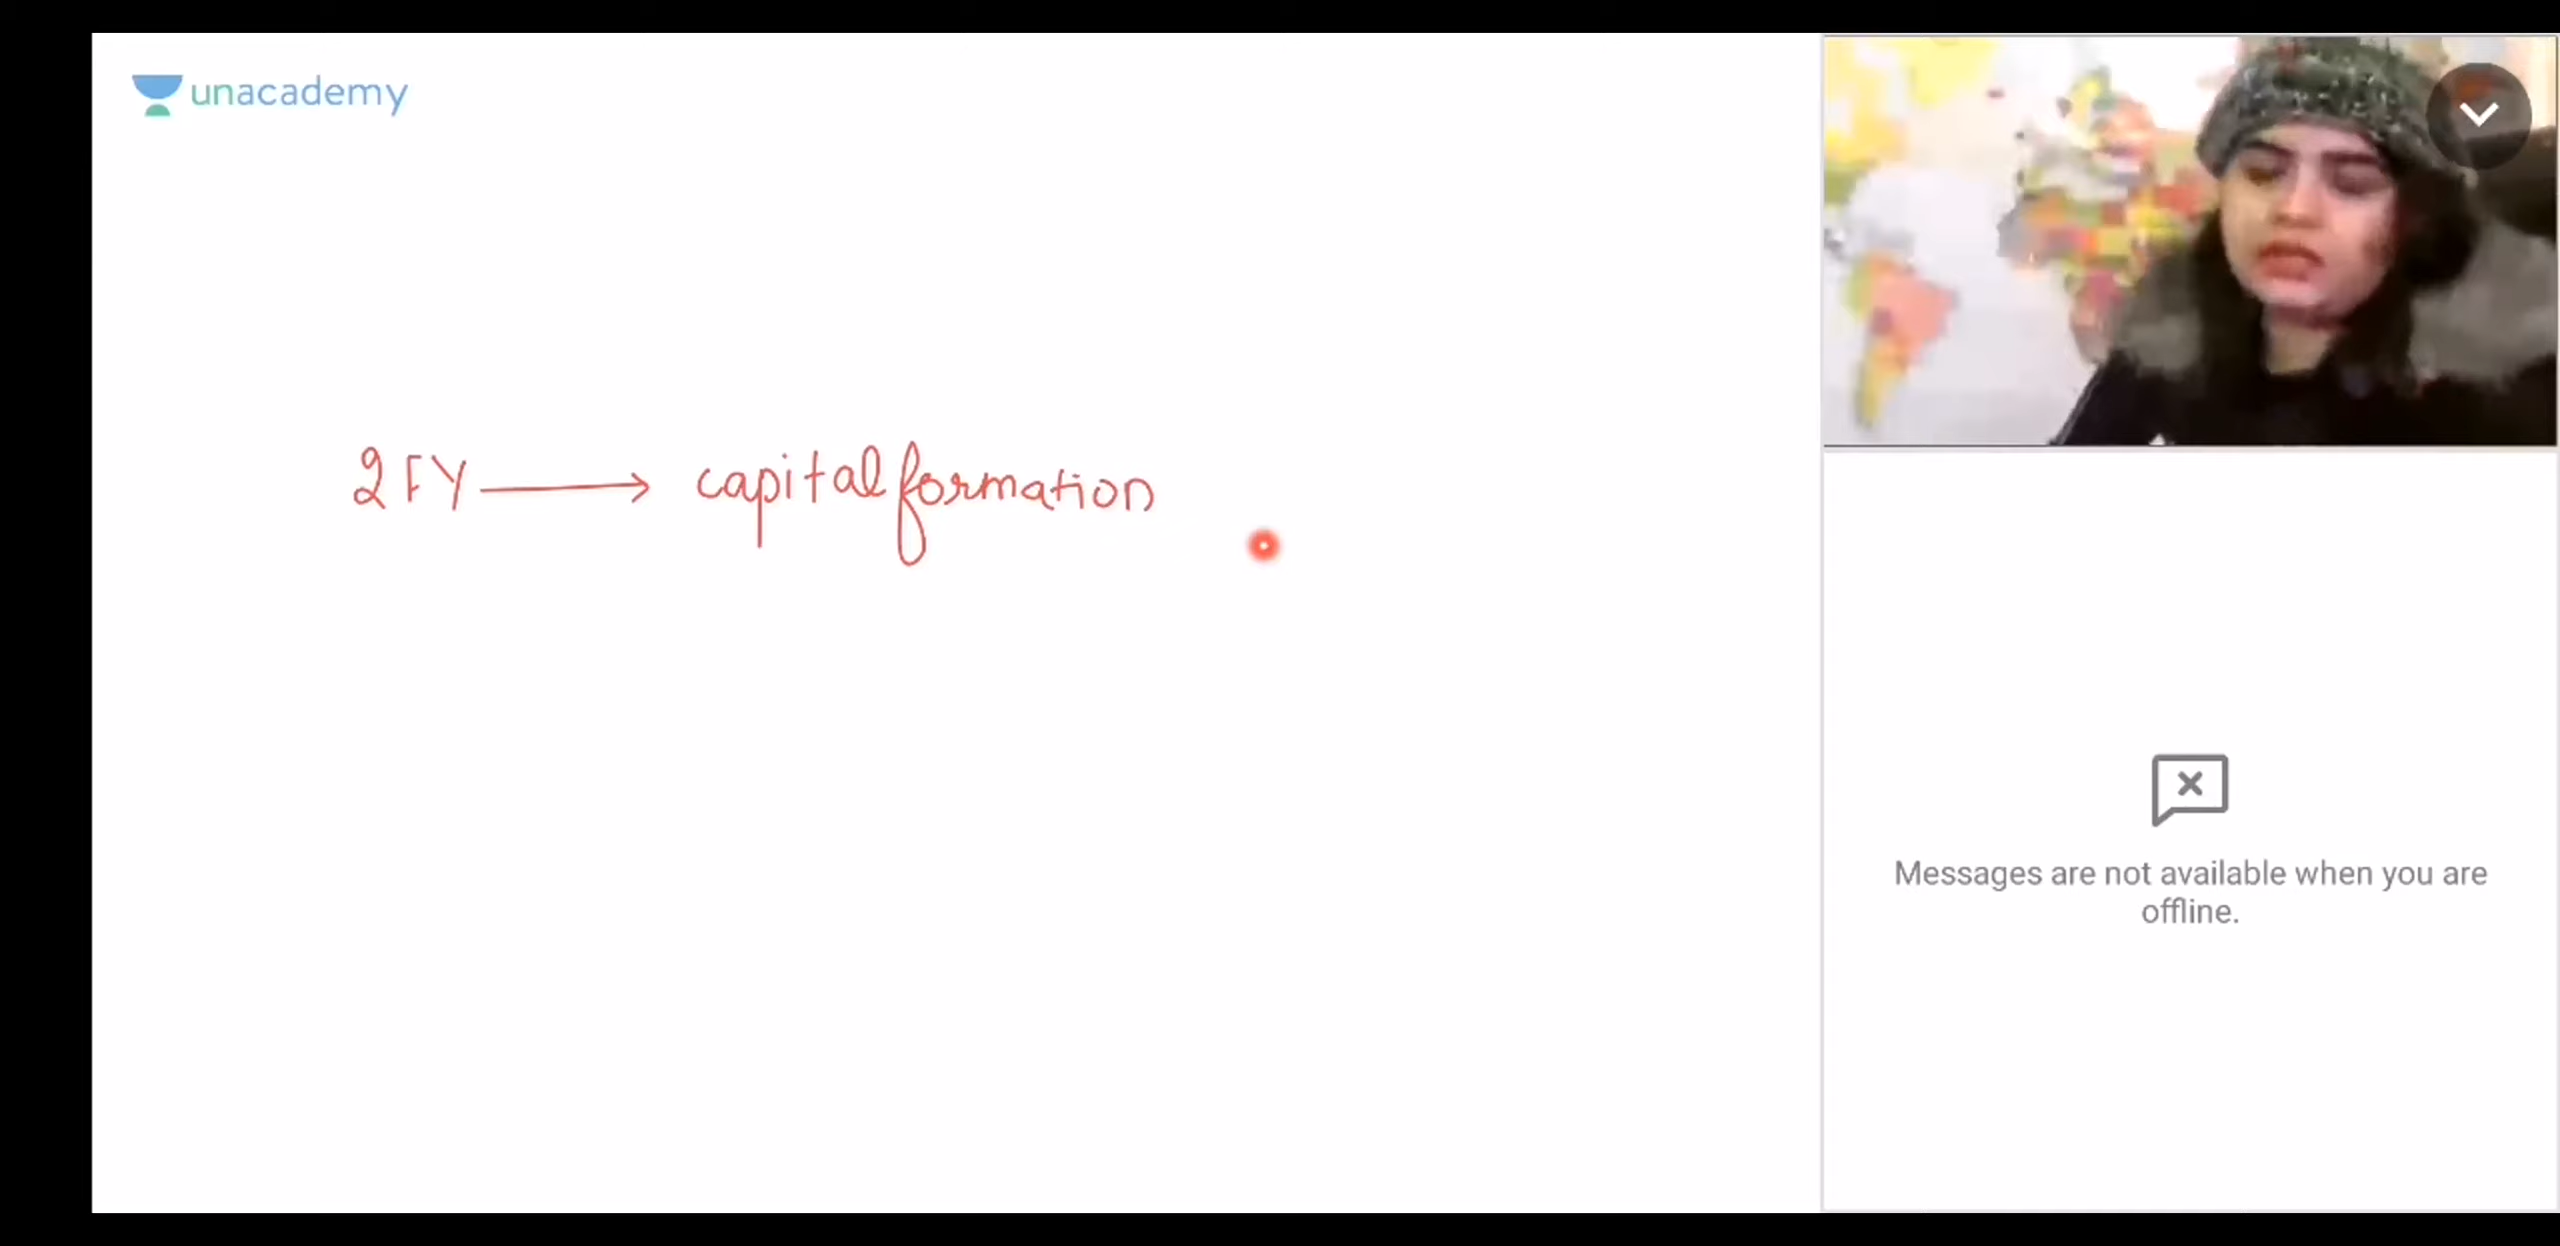 unacademy
2FY → capital formation
Messages are not available when you are
offline.